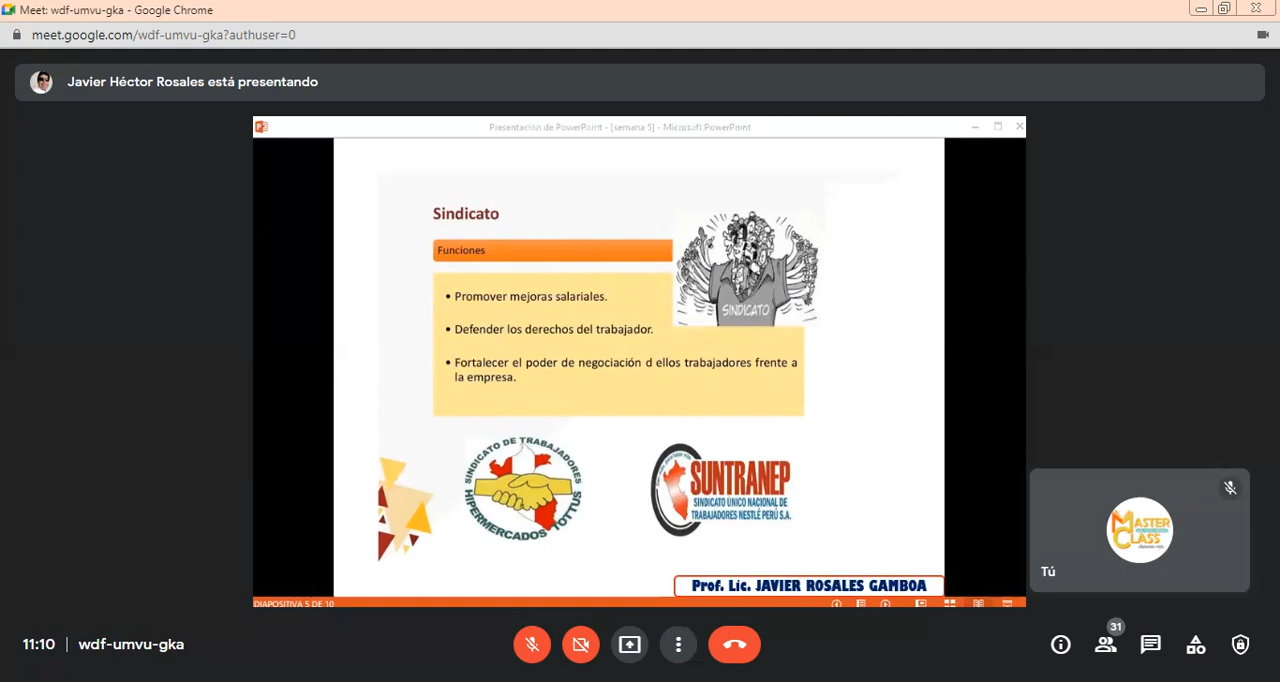 Meet: wdf-umvu-gka - Google Chrome
meet.google.com/wdf-umvu-gka?authuser=0
Javier Héctor Rosales está presentando
Presentación de PowerPoint - [semana 5] - Microsoft PowerPoint
Sindicato
Funciones
• Promover mejoras salariales.
• Defender los derechos del trabajador.
• Fortalecer el poder de negociación d ellos trabajadores frente a
la empresa.
SINDICATO
SINDICATO DE TRABAJADORES
HIPERMERCADOS TOTTUS
SUNTRANEP
SINDICATO UNICO NACIONAL DE
TRABAJADORES NESTLÉ PERÚ S.A.
Prof. Lic. JAVIER ROSALES GAMBOA
DIAPOSITIVA 5 DE 10
MASTER
CLASS
Tú
11:10 | wdf-umvu-gka
31